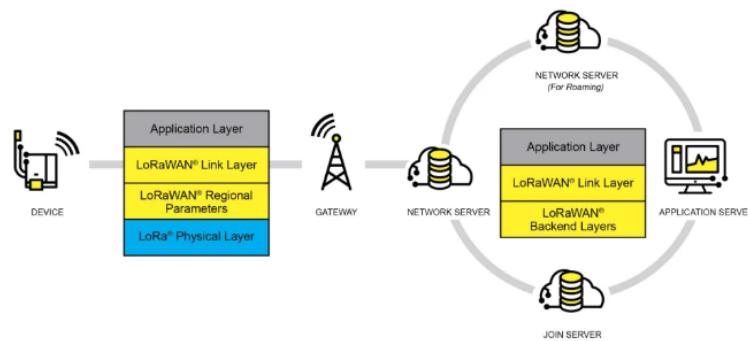 NETWORK SERVER
(For Roaming)
Application Layer
LoRaWAN® Link Layer
LoRaWAN® Regional
Parameters
LoRa® Physical Layer
Application Layer
LoRaWAN® Link Layer
LoRaWAN®
Backend Layers
DEVICE
GATEWAY
NETWORK SERVER
APPLICATION SERVE
JOIN SERVER